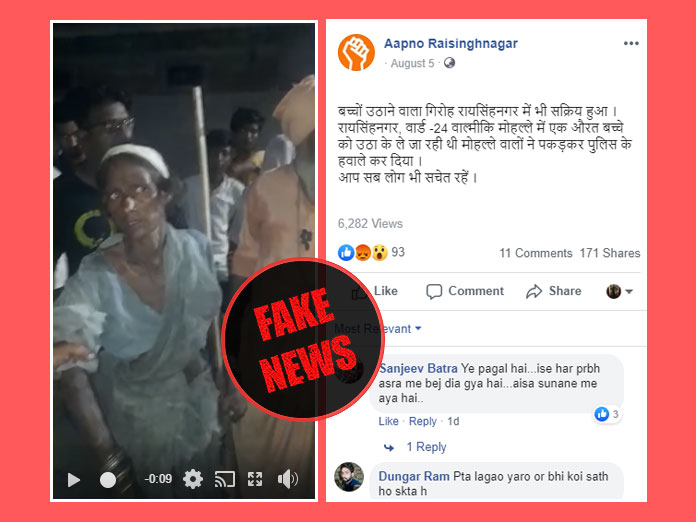 Aapno Raisinghnagar
· August 5 ·
बच्चों उठाने वाला गिरोह रायसिंहनगर में भी सक्रिय हुआ ।
रायसिंहनगर, वार्ड -24 वाल्मीकि मोहल्ले में एक औरत बच्चे
को उठा के ले जा रही थी मोहल्ले वालों ने पकड़कर पुलिस के
हवाले कर दिया ।
आप सब लोग भी सचेत रहें ।
6,282 Views
93
11 Comments 171 Shares
Like Comment Share
FAKE
NEWS
Most Relevant
Sanjeev Batra Ye pagal hai...ise har prbh
asra me bej dia gya hai...aisa sunane me
aya hai..
3
Like · Reply · 1d
1 Reply
Dungar Ram Pta lagao yaro or bhi koi sath
ho skta h
-0:09